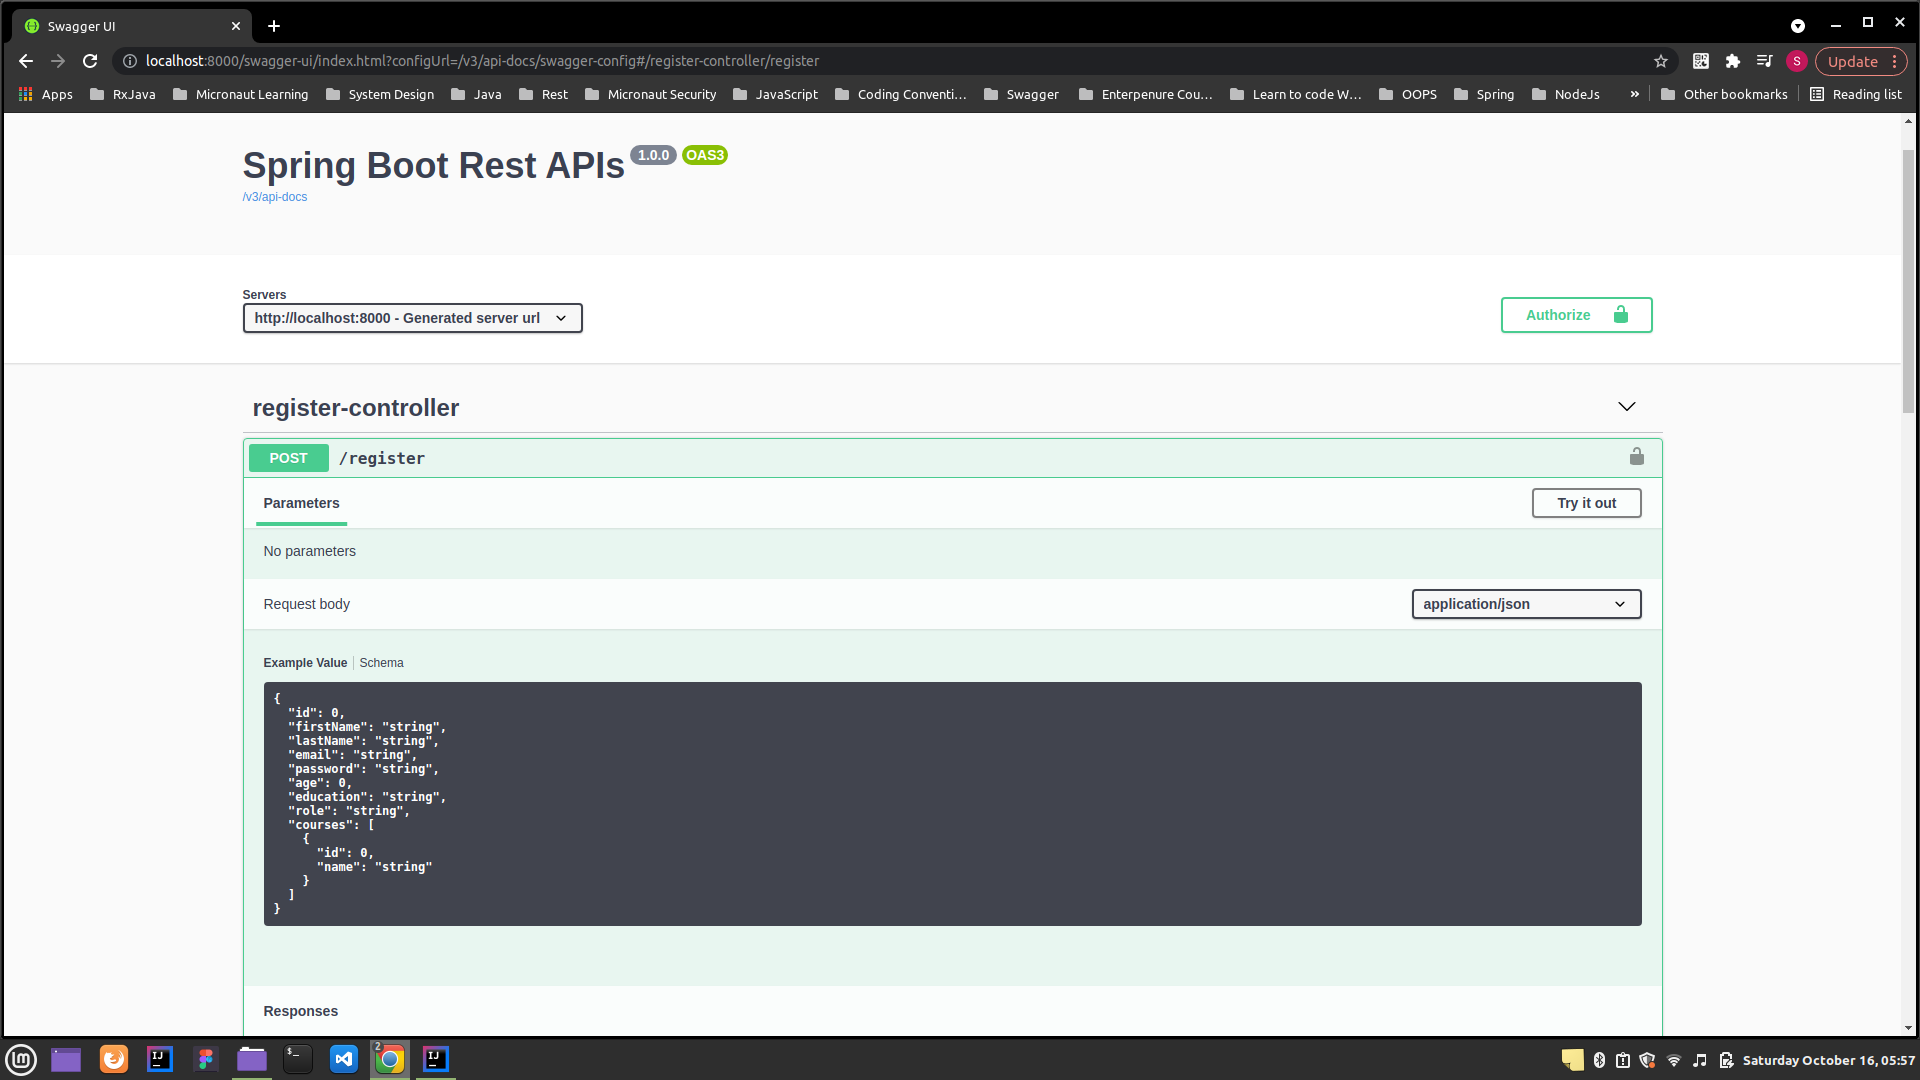 Swagger UI
localhost:8000/swagger-ui/index.html?configUrl=/v3/api-docs/swagger-config#/register-controller/register
S
Update
Apps RxJava Micronaut Learning System Design Java Rest Micronaut Security JavaScript Coding Conventi... Swagger Enterpenure Cou... Learn to code W... OOPS Spring NodeJs » Other bookmarks Reading list
Spring Boot Rest APIs 1.0.0 OAS3
/v3/api-docs
Servers
http://localhost:8000 - Generated server url
Authorize
register-controller
POST /register
Parameters
Try it out
No parameters
Request body
application/json
Example Value Schema
{
"id": 0,
"firstName": "string",
"lastName": "string",
"email": "string",
"password": "string",
"age": 0,
"education": "string",
"role": "string",
"courses": [
{
"id": 0,
"name": "string"
}
]
}
Responses
lm
IJ
$_
2
IJ
Saturday October 16, 05:57